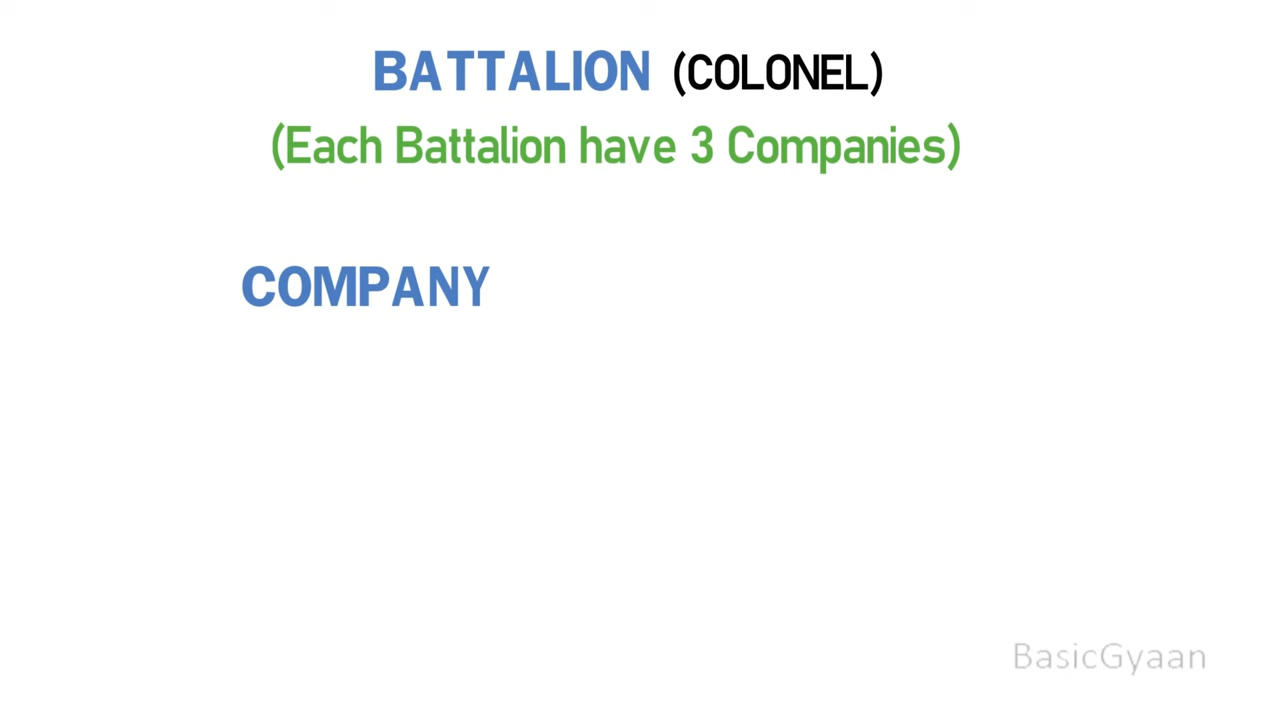 BATTALION (COLONEL)
(Each Battalion have 3 Companies)
COMPANY
BasicGyaan